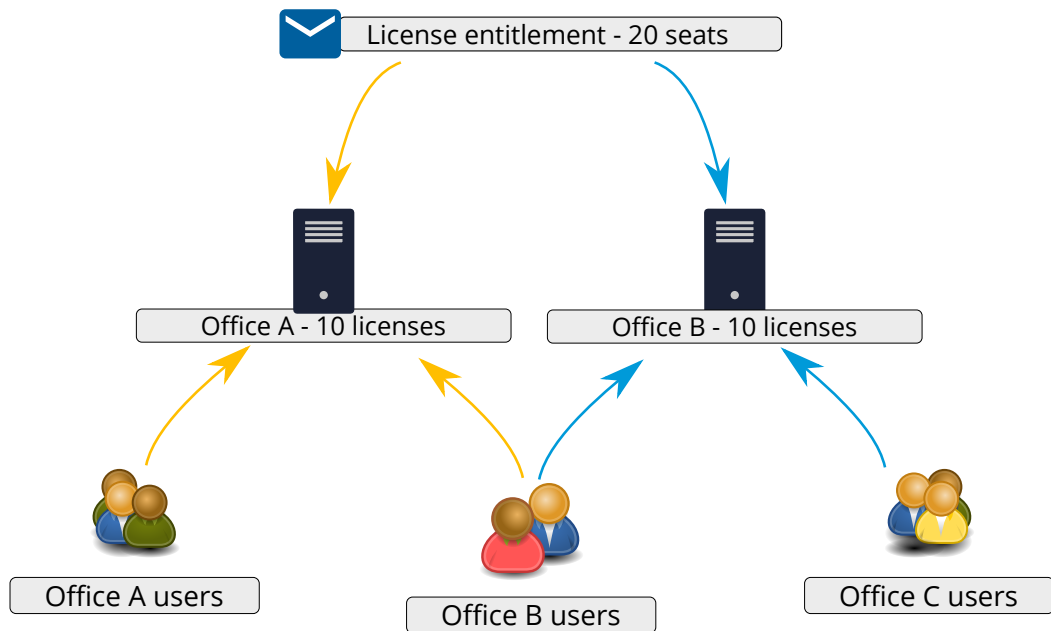 License entitlement - 20 seats
Office A - 10 licenses
Office B - 10 licenses
Office A users
Office B users
Office C users